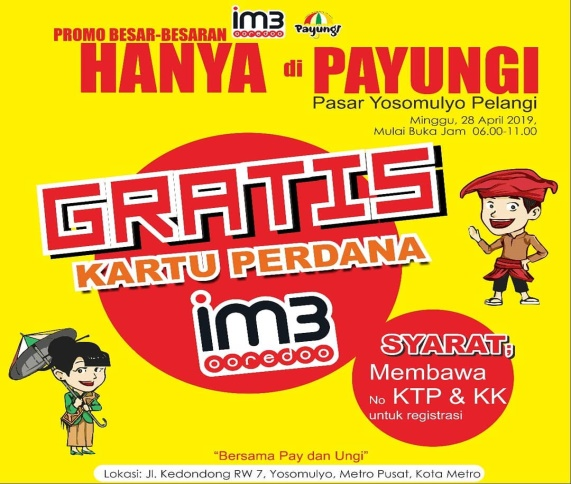 im3
ooredoo
Payungi
PROMO BESAR-BESARAN
HANYA di PAYUNGI
Pasar Yosomulyo Pelangi
Minggu, 28 April 2019,
Mulai Buka Jam 06.00-11.00
GRATIS
KARTU PERDANA
im3
ooredoo
SYARAT;
Membawa
No KTP & KK
untuk registrasi
"Bersama Pay dan Ungi"
Lokasi: Jl. Kedondong RW 7, Yosomulyo, Metro Pusat, Kota Metro